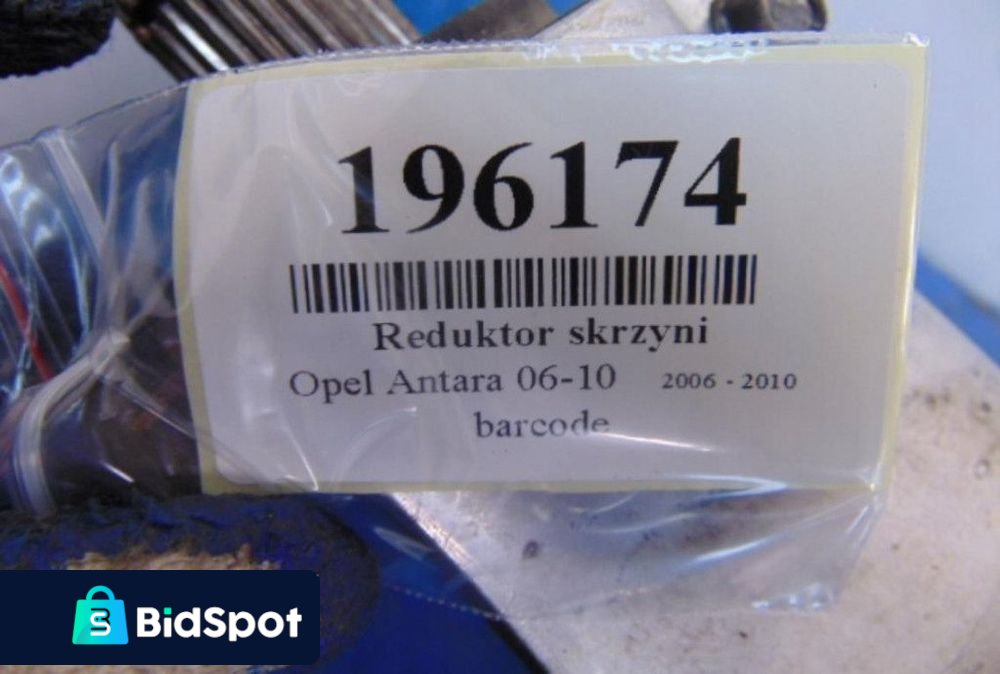 196174
Reduktor skrzyni
Opel Antara 06-10 2006 - 2010
barcode
BidSpot